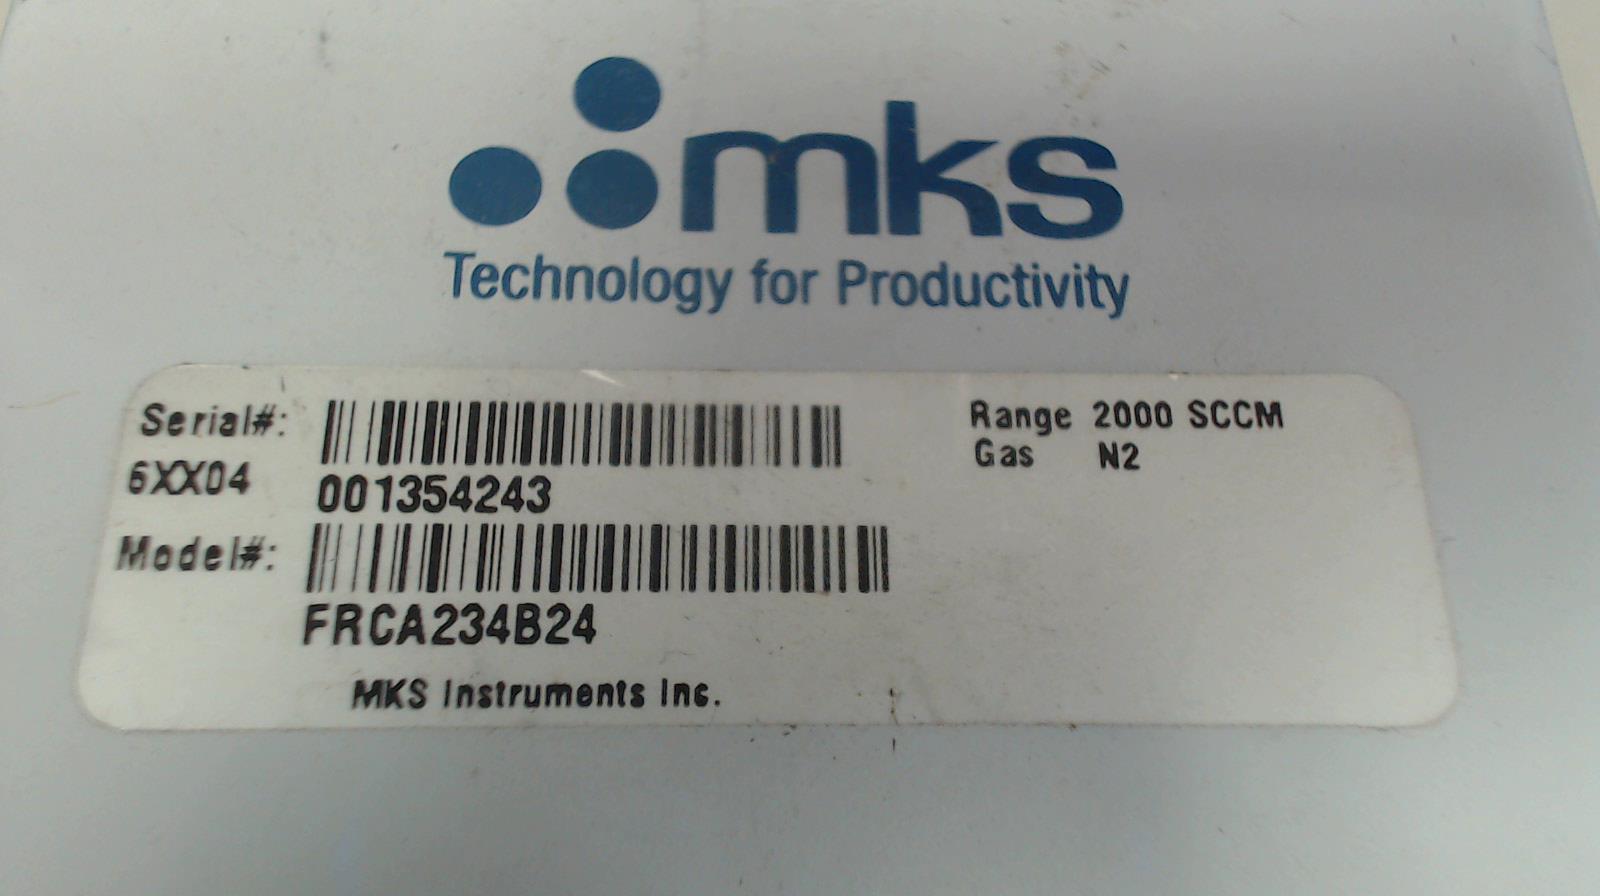 mks
Technology for Productivity
Serial#:
6XX04
001354243
Model#:
FRCA234B24
MKS Instruments Inc.
Range 2000 SCCM
Gas N2